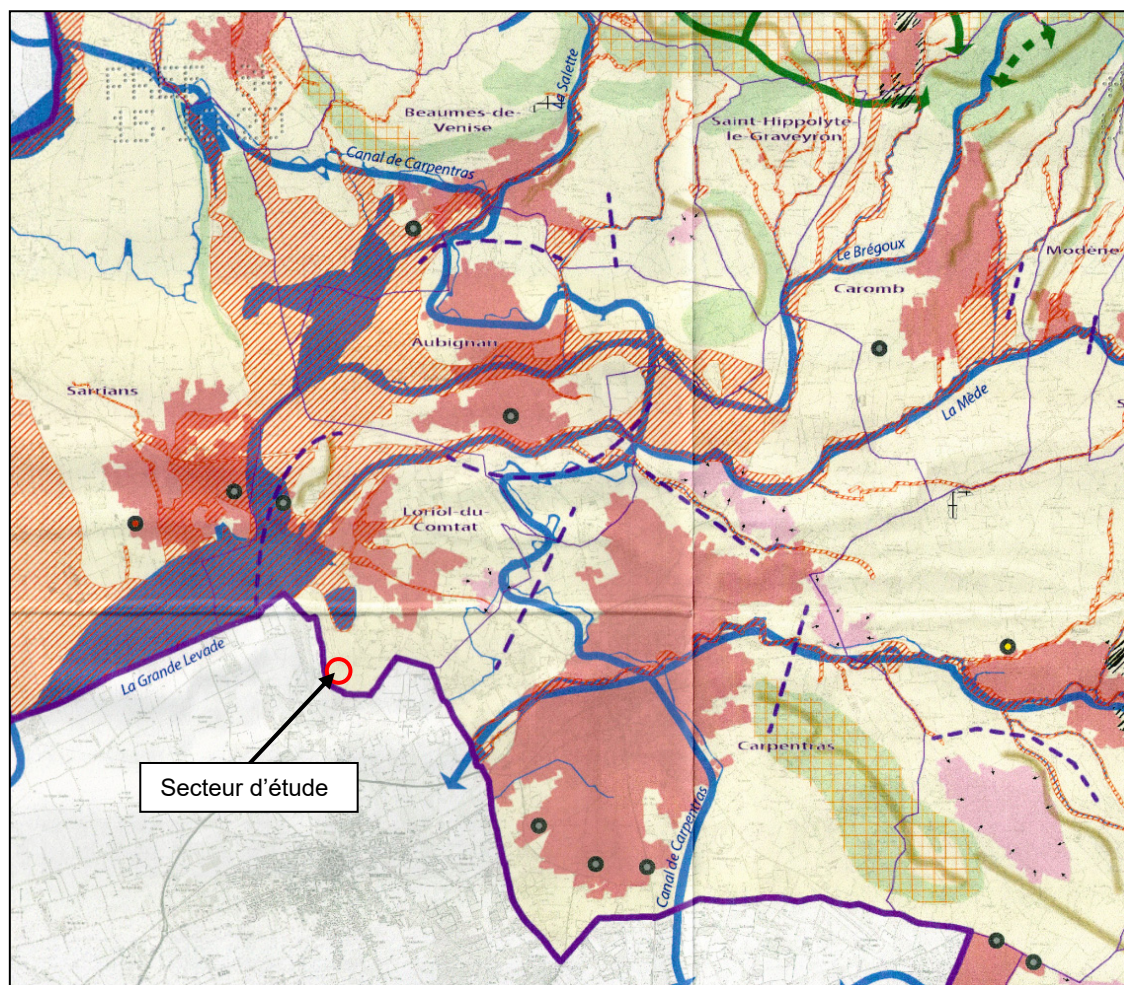 Beaumes-de-
Venise
La Salette
Saint-Hippolyte-
le-Graveyron
Canal de Carpentras
Le Brégoux
Modène
Caromb
Aubignan
Sarrians
La Mède
S
Loriol-du-
Comtat
La Grande Levade
Carpentras
Secteur d'étude
Canal de Carpentras